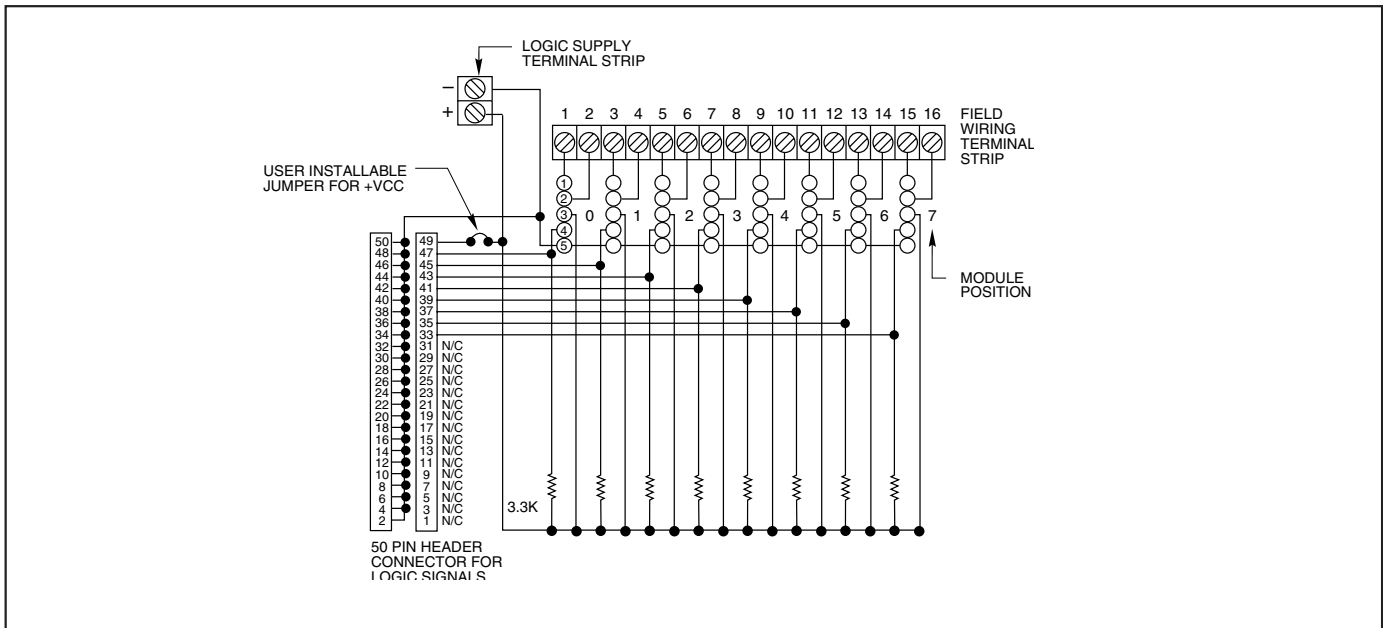 LOGIC SUPPLY
TERMINAL STRIP
−
+
1 2 3 4 5 6 7 8 9 10 11 12 13 14 15 16
FIELD
WIRING
TERMINAL
STRIP
USER INSTALLABLE
JUMPER FOR +VCC
1
2
3 0 1 2 3 4 5 6 7
4
5
MODULE
POSITION
50 49
48 47
46 45
44 43
42 41
40 39
38 37
36 35
34 33
32 31 N/C
30 29 N/C
28 27 N/C
26 25 N/C
24 23 N/C
22 21 N/C
20 19 N/C
18 17 N/C
16 15 N/C
14 13 N/C
12 11 N/C
10 9 N/C
8 7 N/C
6 5 N/C
4 3 N/C
2 1 N/C
3.3K
50 PIN HEADER
CONNECTOR FOR
LOGIC SIGNALS